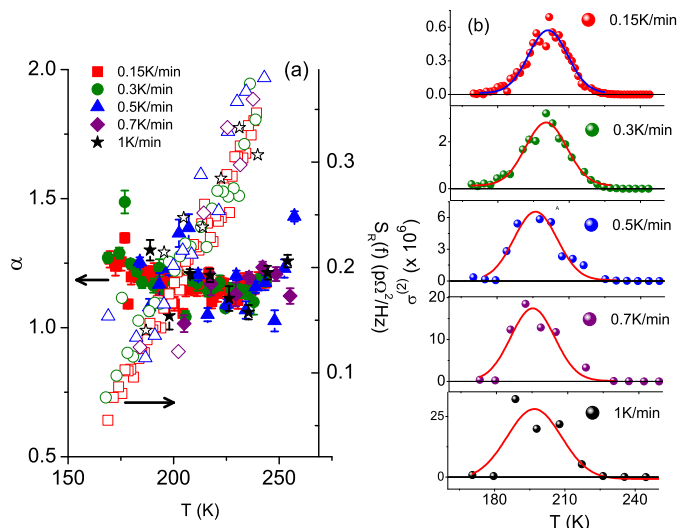 (a)
0.15K/min
0.3K/min
0.5K/min
0.7K/min
1K/min
2.0
1.5
1.0
0.5
α
0.3
0.2
0.1
S_R (f) (pΩ²/Hz)
150
200
250
T (K)
(b)
0.15K/min
0.6
0.3
0.0
0.3K/min
2
0
0.5K/min
6
3
0
σ^(2) (x 10^6)
0.7K/min
20
10
0
1K/min
25
0
180
210
240
T (K)